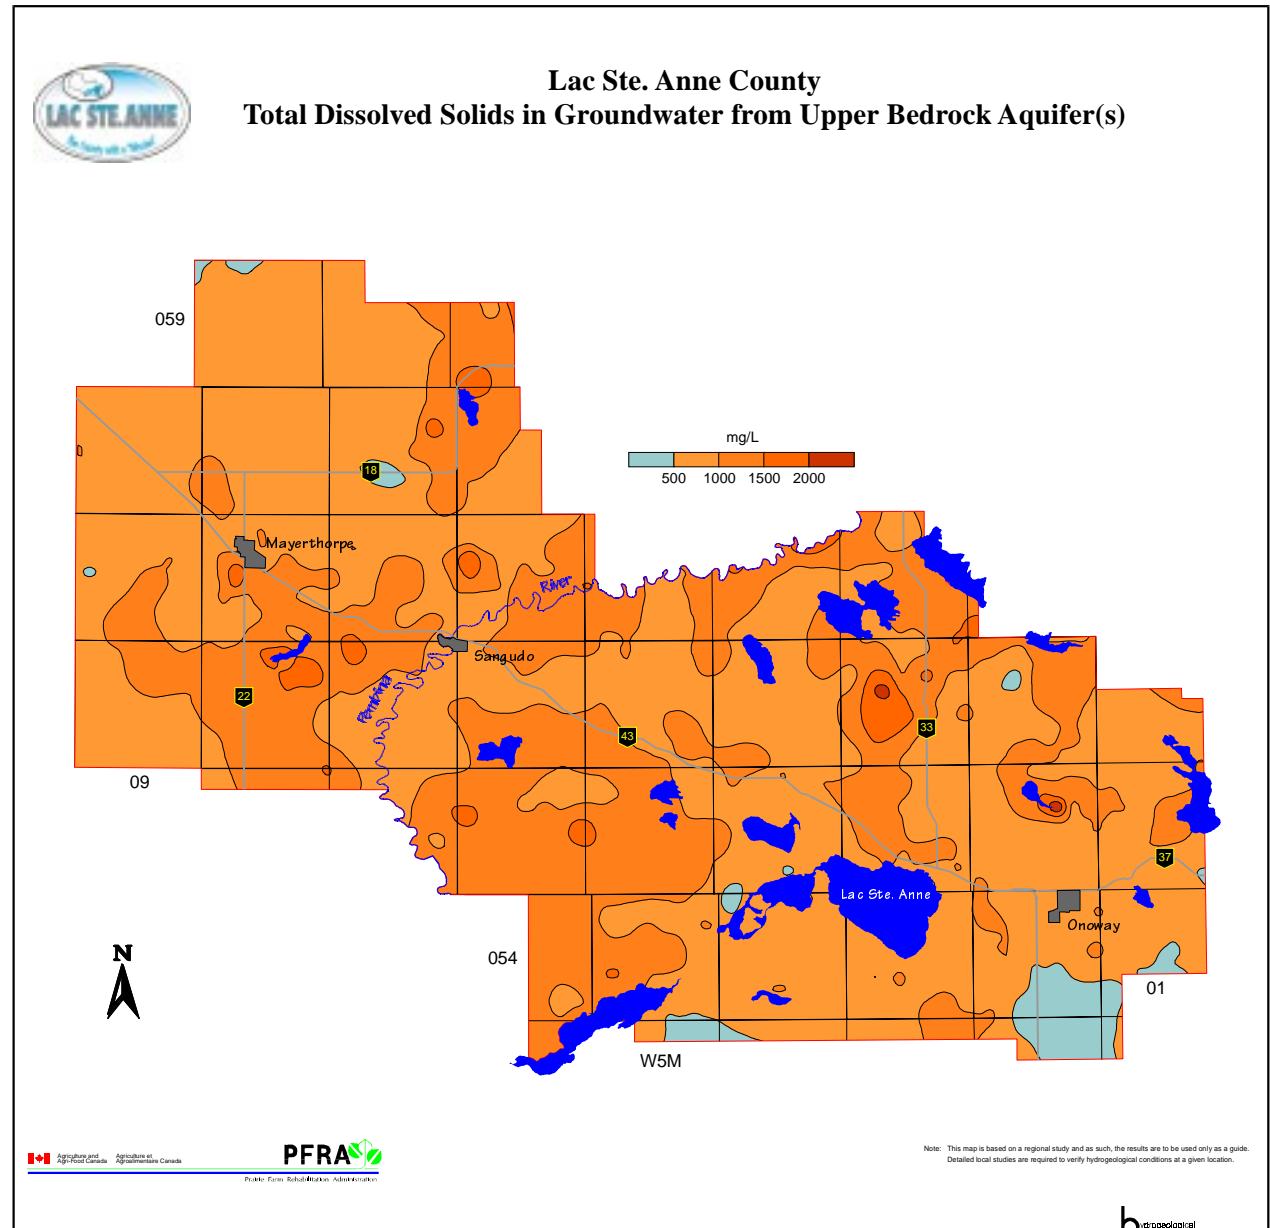 Lac Ste. Anne County
Total Dissolved Solids in Groundwater from Upper Bedrock Aquifer(s)
LAC STE. ANNE
059
mg/L
500 1000 1500 2000
18
Mayerthorpe
River
Sangudo
22
Pembina
43
33
09
37
Lac Ste. Anne
Onoway
054
01
N
W5M
Agriculture and
Agri-Food Canada
Agriculture et
Agroalimentaire Canada
PFRA
Prairie Farm Rehabilitation Administration
Note: This map is based on a regional study and as such, the results are to be used only as a guide.
Detailed local studies are required to verify hydrogeological conditions at a given location.
hydrogeological